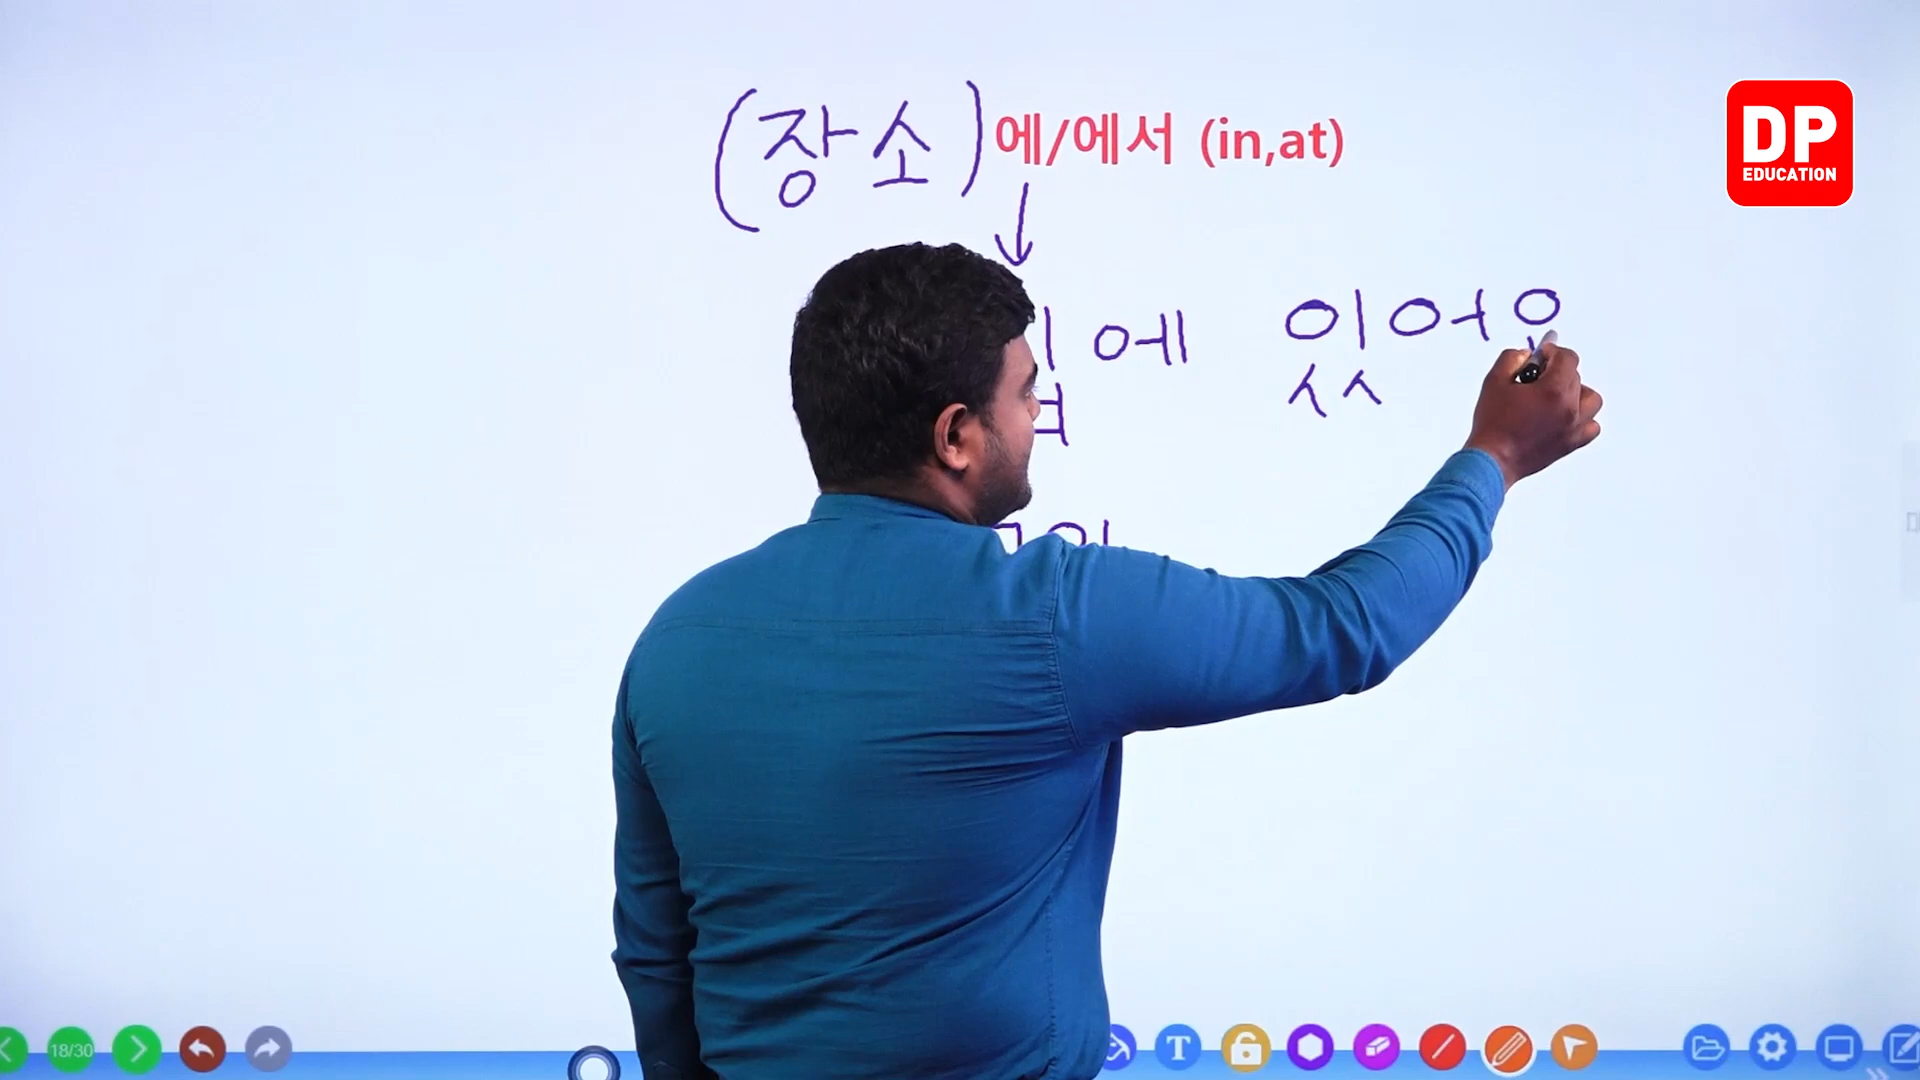 (장소)에/에서 (in,at)
DP
EDUCATION
에 있어요
18/30
T